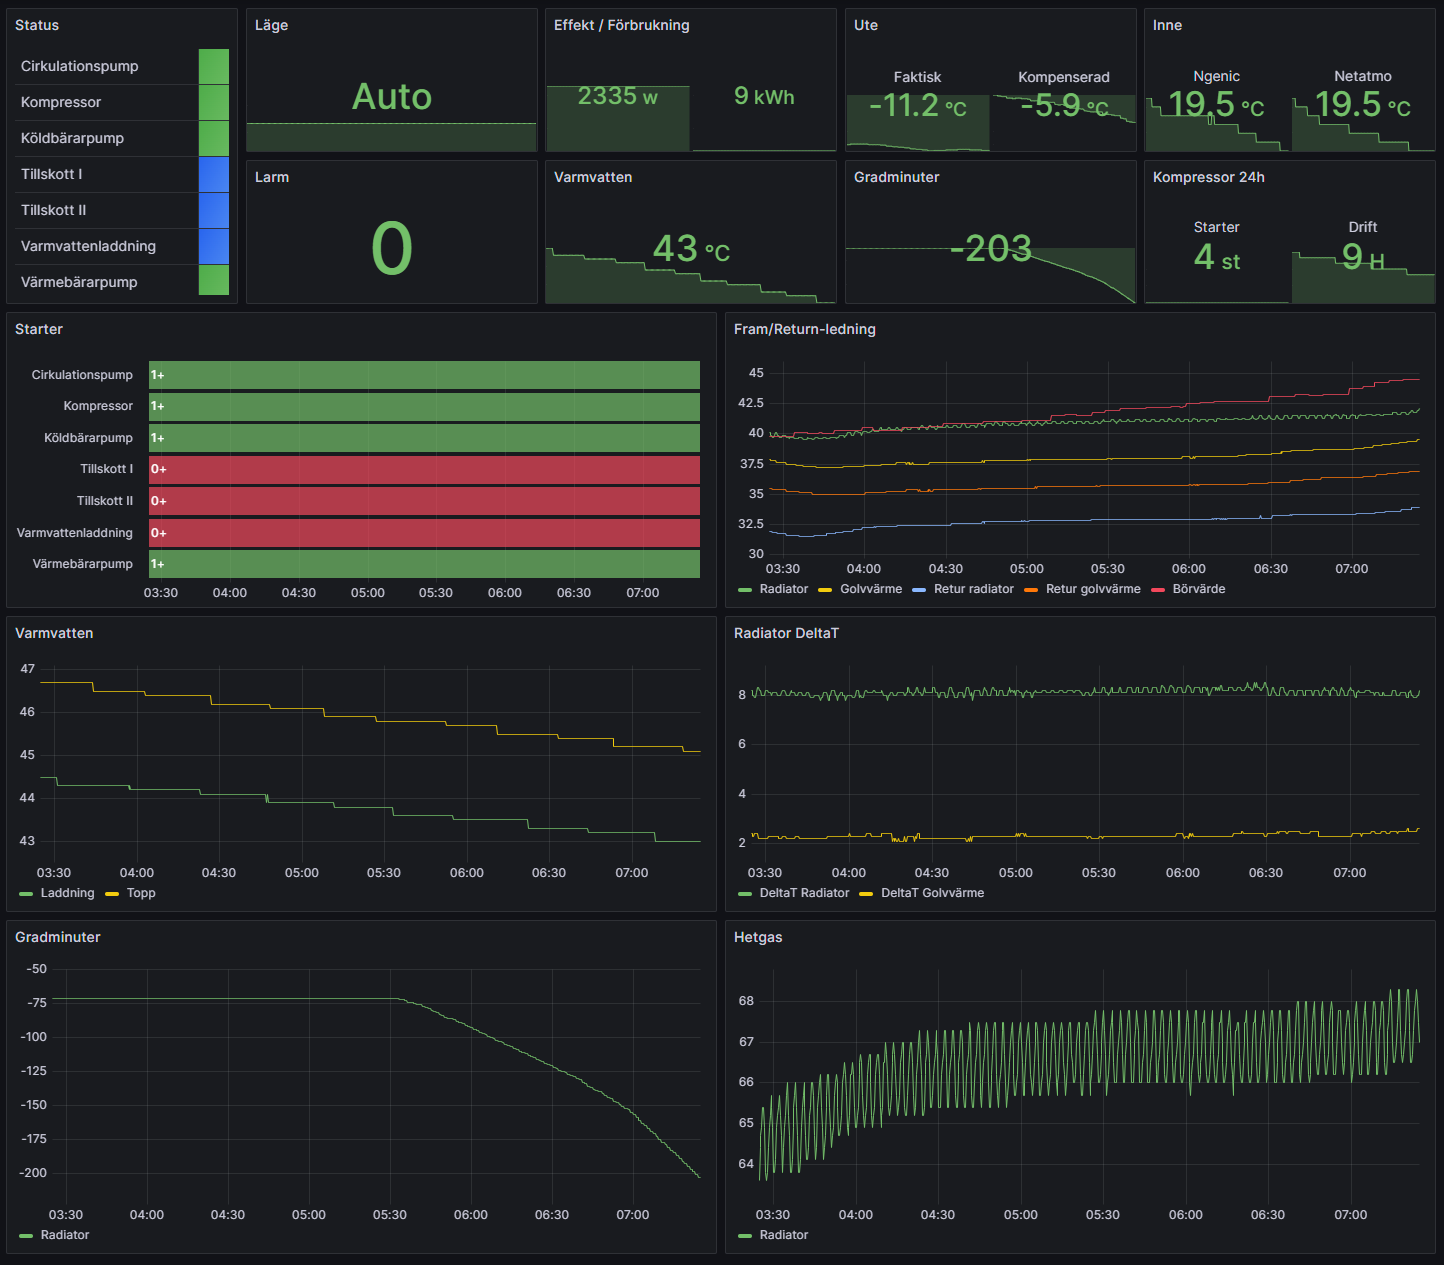 Status
Cirkulationspump
Kompressor
Köldbärarpump
Tillskott I
Tillskott II
Varmvattenladdning
Värmebärarpump
Läge
Auto
Effekt / Förbrukning
2335 w
9 kWh
Ute
Faktisk
-11.2 °C
Kompenserad
-5.9 °C
Inne
Ngenic
19.5 °C
Netatmo
19.5 °C
Larm
0
Varmvatten
43 °C
Gradminuter
-203
Kompressor 24h
Starter
4 st
Drift
9 H
Starter
Cirkulationspump 1+
Kompressor 1+
Köldbärarpump 1+
Tillskott I 0+
Tillskott II 0+
Varmvattenladdning 0+
Värmebärarpump 1+
03:30 04:00 04:30 05:00 05:30 06:00 06:30 07:00
Fram/Return-ledning
45
42.5
40
37.5
35
32.5
30
03:30 04:00 04:30 05:00 05:30 06:00 06:30 07:00
Radiator Golvvärme Retur radiator Retur golvvärme Börvärde
Varmvatten
47
46
45
44
43
03:30 04:00 04:30 05:00 05:30 06:00 06:30 07:00
Laddning Topp
Radiator DeltaT
8
6
4
2
03:30 04:00 04:30 05:00 05:30 06:00 06:30 07:00
DeltaT Radiator DeltaT Golvvärme
Gradminuter
-50
-75
-100
-125
-150
-175
-200
03:30 04:00 04:30 05:00 05:30 06:00 06:30 07:00
Radiator
Hetgas
68
67
66
65
64
03:30 04:00 04:30 05:00 05:30 06:00 06:30 07:00
Radiator